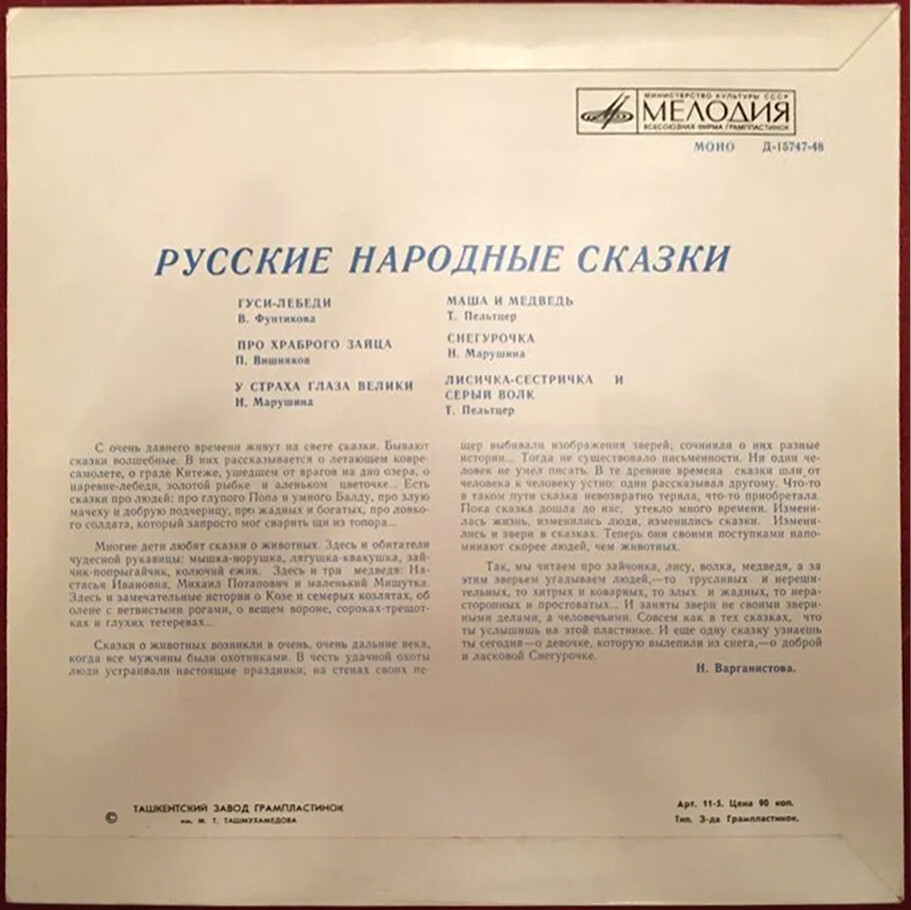 МИНИСТЕРСТВО КУЛЬТУРЫ СССР
МЕЛОДИЯ
ВСЕСОЮЗНАЯ ФИРМА ГРАМПЛАСТИНОК
МОНО Д-15747-48
РУССКИЕ НАРОДНЫЕ СКАЗКИ
ГУСИ-ЛЕБЕДИ
В. Фунтикова
ПРО ХРАБРОГО ЗАЙЦА
П. Вишняков
У СТРАХА ГЛАЗА ВЕЛИКИ
Н. Марушина
МАША И МЕДВЕДЬ
Т. Пельтцер
СНЕГУРОЧКА
Н. Марушина
ЛИСИЧКА-СЕСТРИЧКА И
СЕРЫЙ ВОЛК
Т. Пельтцер
С очень давнего времени живут на свете сказки. Бывают
сказки волшебные. В них рассказывается о летающем ковре-
самолете, о граде Китеже, ушедшем от врагов на дно озера, о
царевне-лебеди, золотой рыбке и аленьком цветочке... Есть
сказки про людей: про глупого Попа и умного Балду, про злую
мачеху и добрую падчерицу, про жадных и богатых, про ловко-
го солдата, который запросто мог сварить щи из топора...
Многие дети любят сказки о животных. Здесь и обитатели
чудесной рукавицы: мышка-норушка, лягушка-квакушка, зай-
чик-попрыгайчик, колючий ежик. Здесь и три медведя: На-
стасья Ивановна, Михаил Потапович и маленький Мишутка.
Здесь и замечательные истории о Козе и семерых козлятах, об
олене с ветвистыми рогами, о вещем вороне, сороках-трещот-
ках и глухих тетеревах...
Сказки о животных возникли в очень, очень дальние века,
когда все мужчины были охотниками. В честь удачной охоты
люди устраивали настоящие праздники; на стенах своих пе-
щер выбивали изображения зверей; сочиняли о них разные
истории... Тогда не существовало письменности. Ни один че-
ловек не умел писать. В те древние времена сказки шли от
человека к человеку устно: один рассказывал другому. Что-то
в таком пути сказка невозвратно теряла, что-то приобретала.
Пока сказка дошла до нас, утекло много времени. Измени-
лась жизнь, изменились люди, изменились сказки. Измени-
лись и звери в сказках. Теперь они своими поступками напо-
минают скорее людей, чем животных.
Так, мы читаем про зайчонка, лису, волка, медведя, а за
этим зверьем угадываем людей,—то трусливых и нереши-
тельных, то хитрых и коварных, то злых и жадных, то нера-
сторопных и простоватых... И заняты звери не своими звери-
ными делами, а человечьими. Совсем как в тех сказках, что
ты услышишь на этой пластинке. И еще одну сказку узнаешь
ты сегодня—о девочке, которую вылепили из снега,—о доброй
и ласковой Снегурочке.
Н. Варганистова.
© ТАШКЕНТСКИЙ ЗАВОД ГРАМПЛАСТИНОК
им. М. Т. ТАШМУХАМЕДОВА
Арт. 11-5. Цена 90 коп.
Тип. З-да Грампластинок.